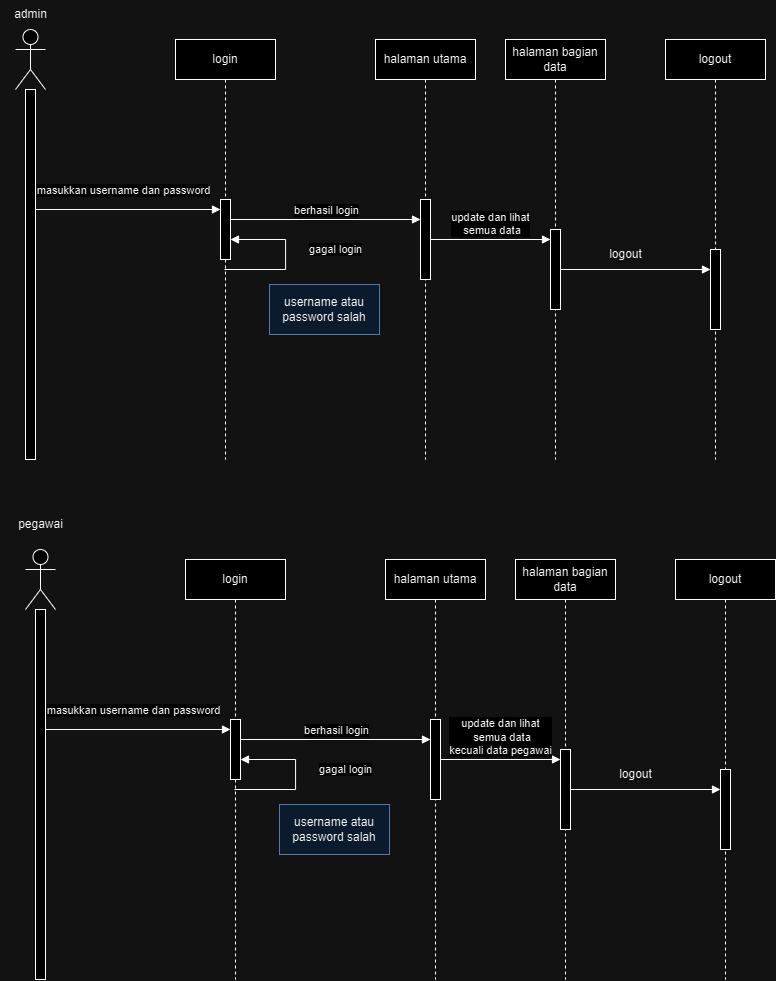 admin
login
halaman utama
halaman bagian
data
logout
masukkan username dan password
berhasil login
update dan lihat
semua data
gagal login
logout
username atau
password salah
pegawai
login
halaman utama
halaman bagian
data
logout
masukkan username dan password
berhasil login
update dan lihat
semua data
kecuali data pegawai
gagal login
logout
username atau
password salah